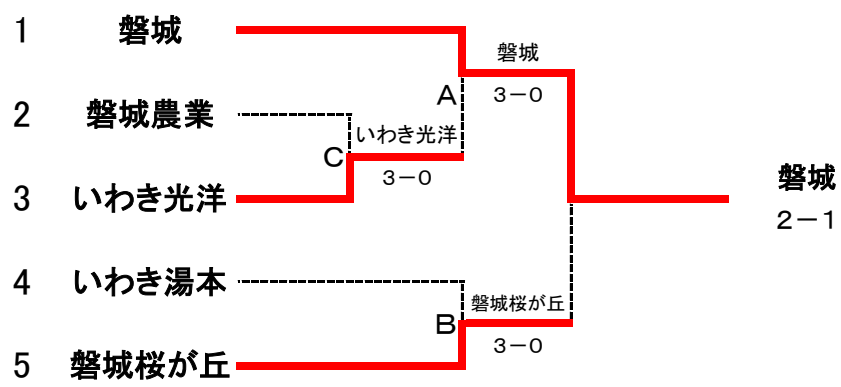 1 磐城
磐城
A 3－0
2 磐城農業
いわき光洋
C 3－0
3 いわき光洋
磐城
2－1
4 いわき湯本
磐城桜が丘
B 3－0
5 磐城桜が丘